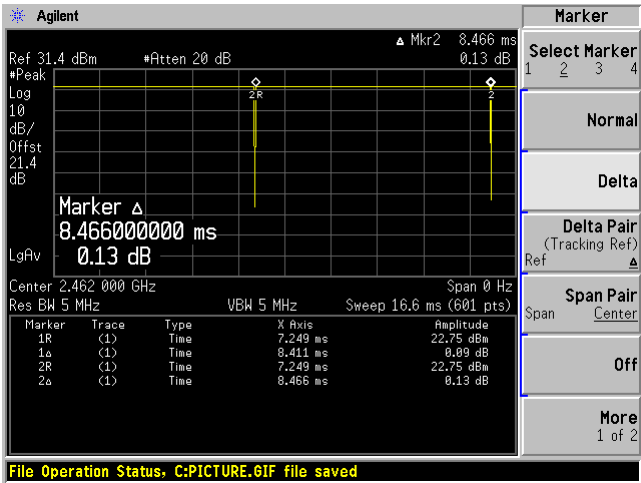 Agilent
Marker
Δ Mkr2 8.466 ms
Ref 31.4 dBm #Atten 20 dB 0.13 dB
#Peak
Log
10
dB/
Offst
21.4
dB
LgAv
2R
2
Marker Δ
8.466000000 ms
0.13 dB
Center 2.462 000 GHz Span 0 Hz
Res BW 5 MHz VBW 5 MHz Sweep 16.6 ms (601 pts)
Marker Trace Type X Axis Amplitude
1R (1) Time 7.249 ms 22.75 dBm
1Δ (1) Time 8.411 ms 0.09 dB
2R (1) Time 7.249 ms 22.75 dBm
2Δ (1) Time 8.466 ms 0.13 dB
Select Marker
1 2 3 4
Normal
Delta
Delta Pair
(Tracking Ref)
Ref Δ
Span Pair
Span Center
Off
More
1 of 2
File Operation Status, C:PICTURE.GIF file saved